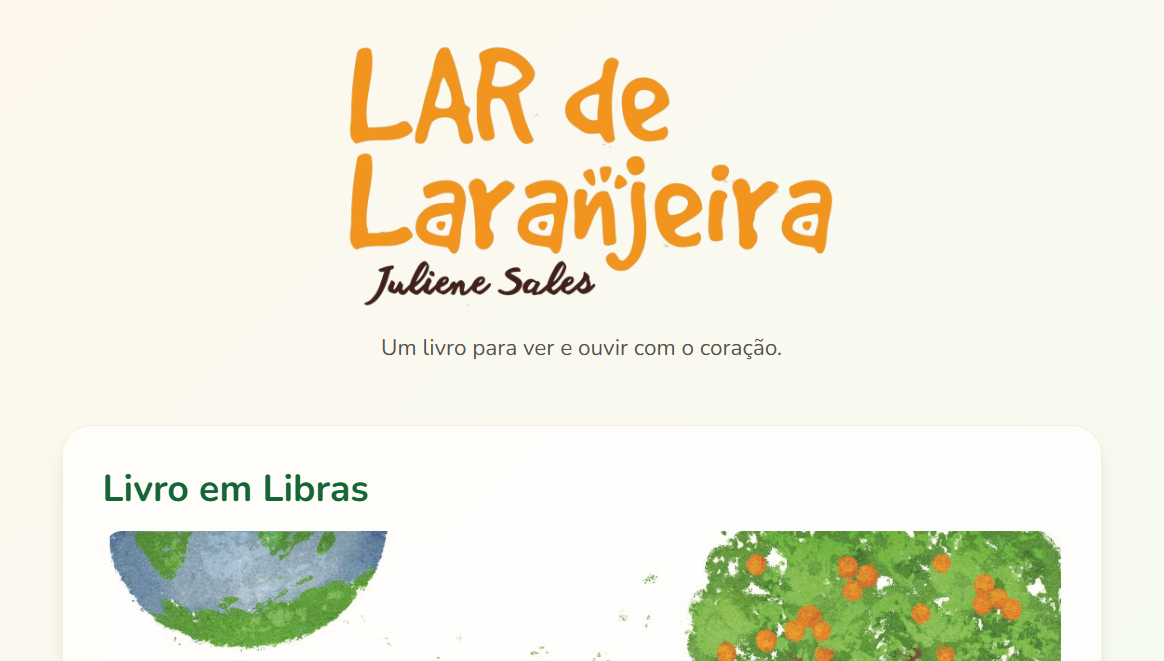 LAR de
Laranjeira
Juliene Sales
Um livro para ver e ouvir com o coração.
Livro em Libras